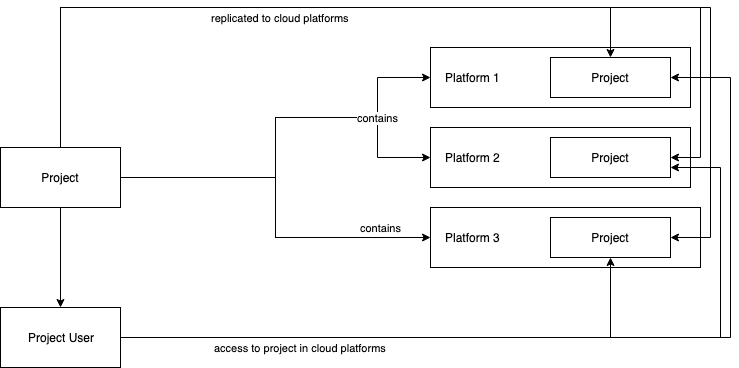 replicated to cloud platforms
Platform 1
Project
contains
Platform 2
Project
Project
contains
Platform 3
Project
Project User
access to project in cloud platforms